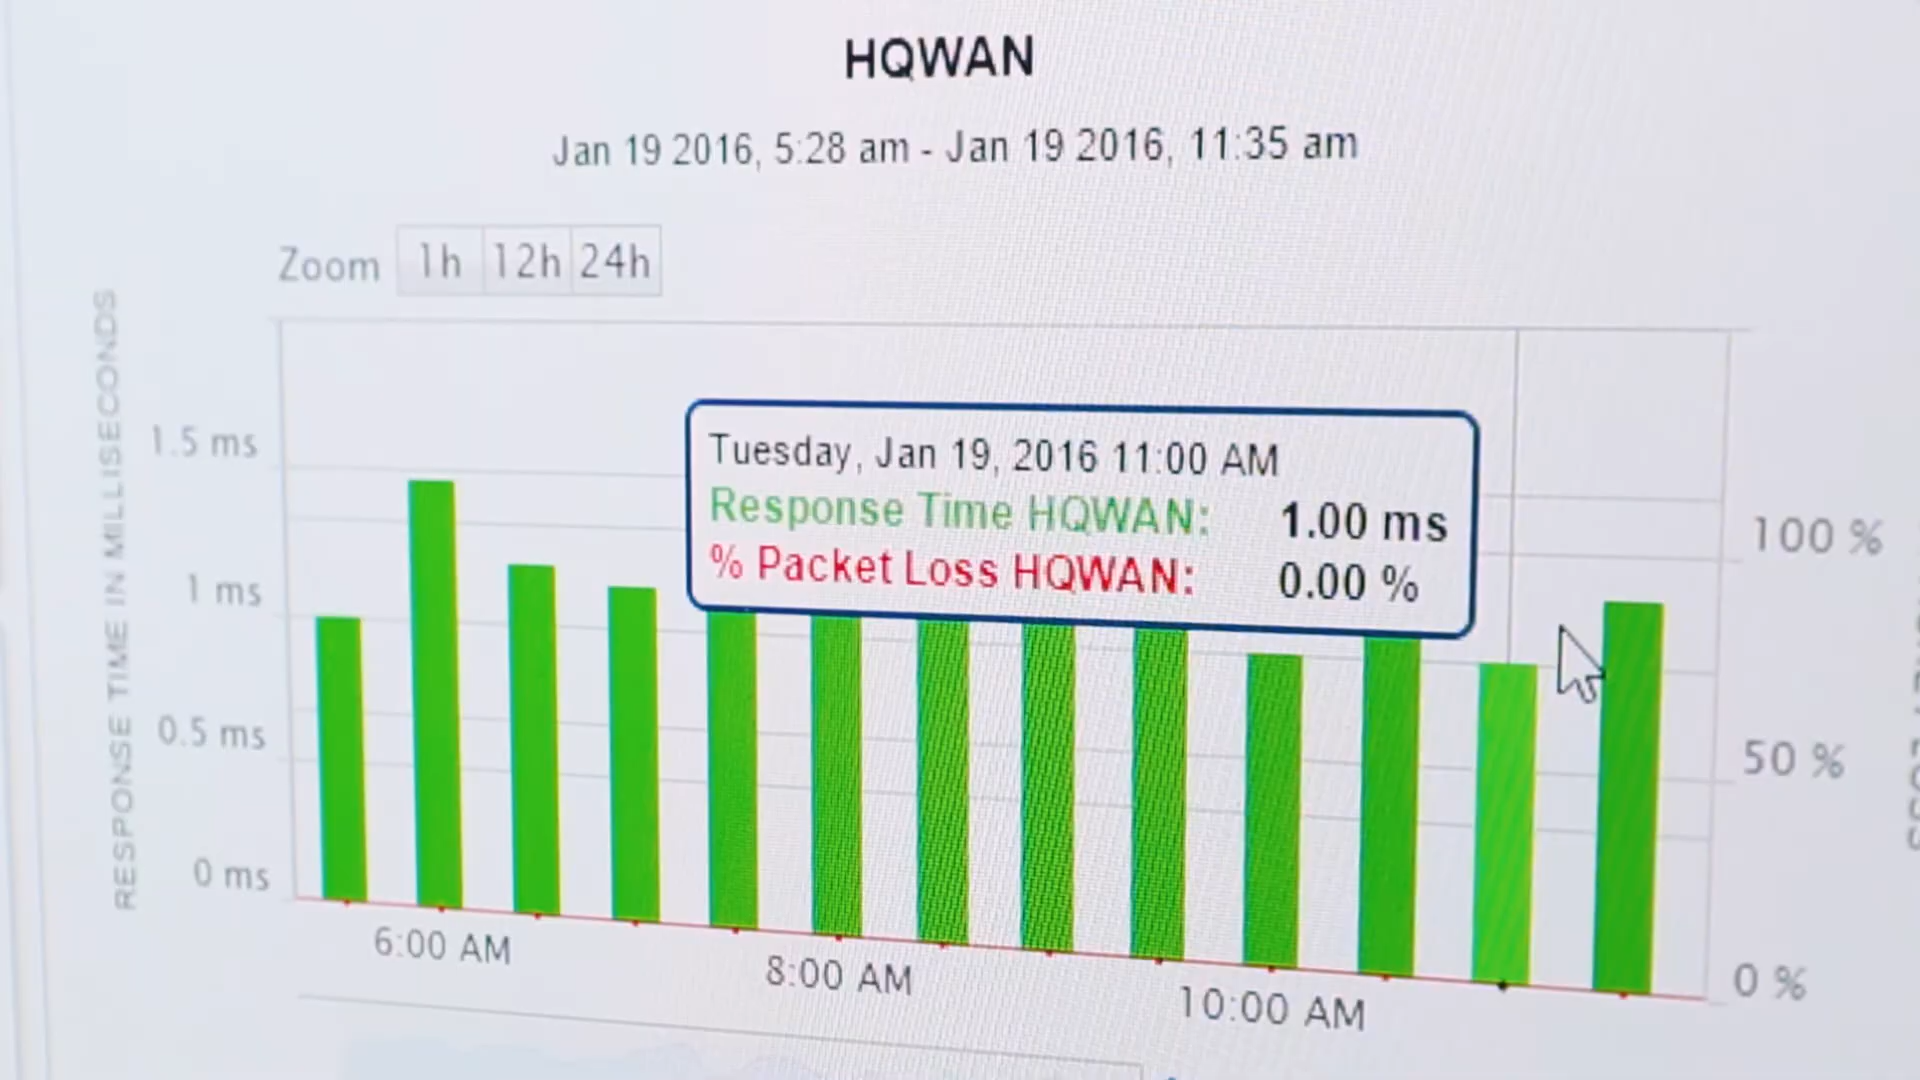 HQWAN
Jan 19 2016, 5:28 am - Jan 19 2016, 11:35 am
Zoom 1h 12h 24h
RESPONSE TIME IN MILLISECONDS
1.5 ms
1 ms
0.5 ms
0 ms
Tuesday, Jan 19, 2016 11:00 AM
Response Time HQWAN: 1.00 ms
% Packet Loss HQWAN: 0.00 %
100 %
50 %
0 %
6:00 AM
8:00 AM
10:00 AM